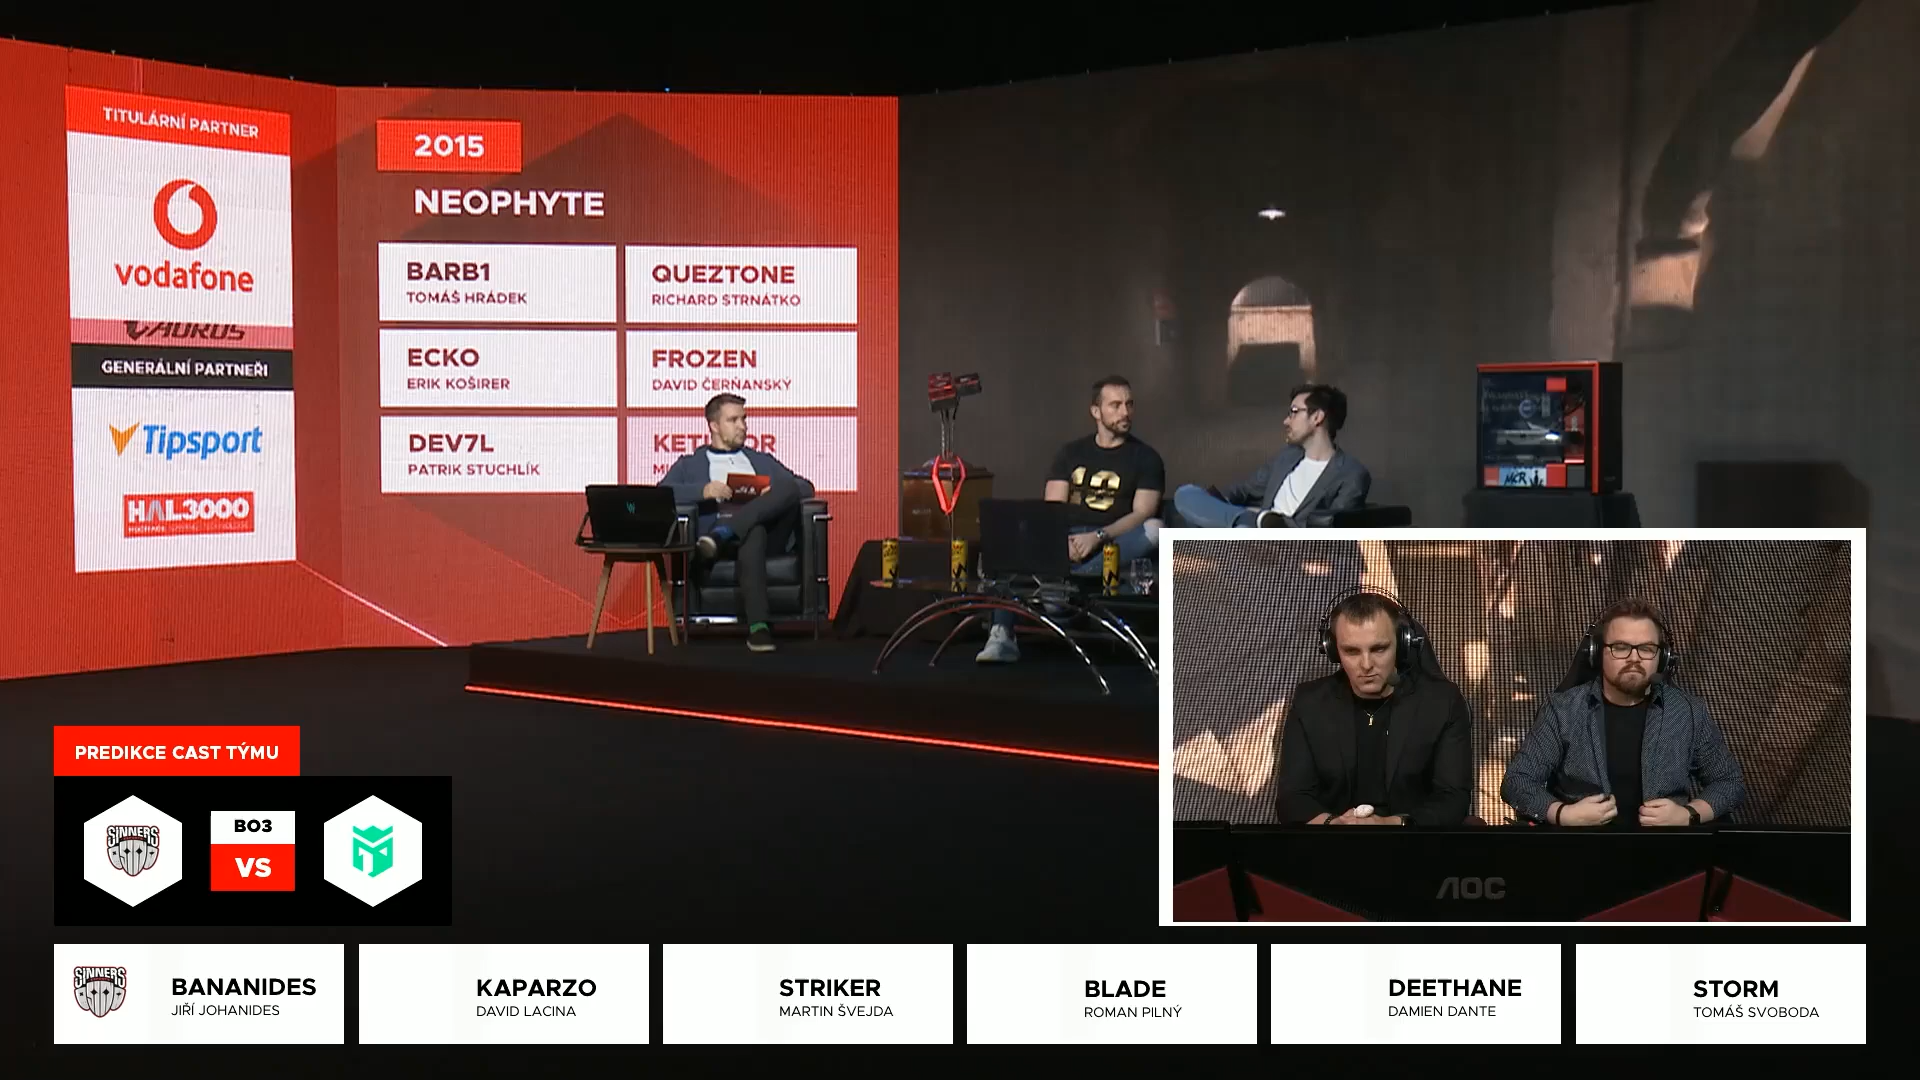 TITULÁRNÍ PARTNER
vodafone
AORUS
GENERÁLNÍ PARTNEŘI
Tipsport
HAL3000
2015
NEOPHYTE
BARB1
TOMÁŠ HRÁDEK
QUEZTONE
RICHARD STRNÁTKO
ECKO
ERIK KOŠIRER
FROZEN
DAVID ČERŇANSKÝ
DEV7L
PATRIK STUCHLÍK
MCR
AOC
PREDIKCE CAST TÝMU
SINNERS
BO3
VS
SINNERS
BANANIDES
JIŘÍ JOHANIDES
KAPARZO
DAVID LACINA
STRIKER
MARTIN ŠVEJDA
BLADE
ROMAN PILNÝ
DEETHANE
DAMIEN DANTE
STORM
TOMÁŠ SVOBODA